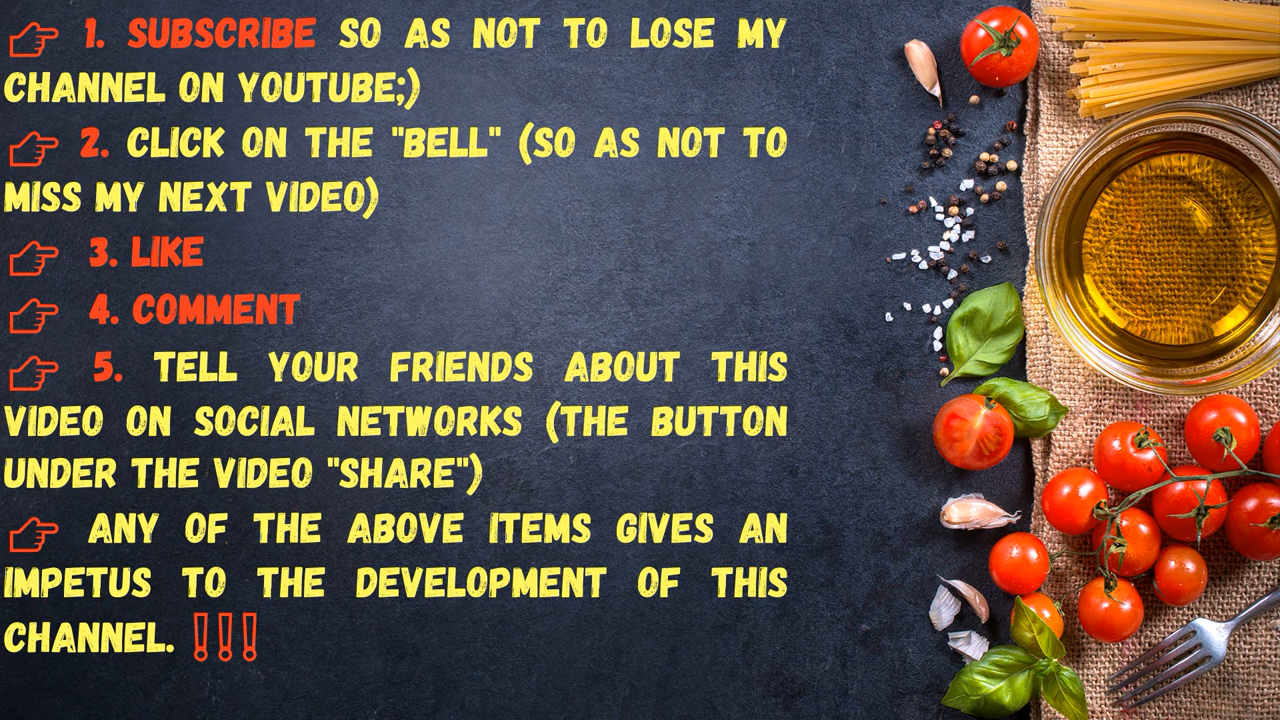 👉 1. SUBSCRIBE SO AS NOT TO LOSE MY
CHANNEL ON YOUTUBE;)
👉 2. CLICK ON THE "BELL" (SO AS NOT TO
MISS MY NEXT VIDEO)
👉 3. LIKE
👉 4. COMMENT
👉 5. TELL YOUR FRIENDS ABOUT THIS
VIDEO ON SOCIAL NETWORKS (THE BUTTON
UNDER THE VIDEO "SHARE")
👉 ANY OF THE ABOVE ITEMS GIVES AN
IMPETUS TO THE DEVELOPMENT OF THIS
CHANNEL. !!!